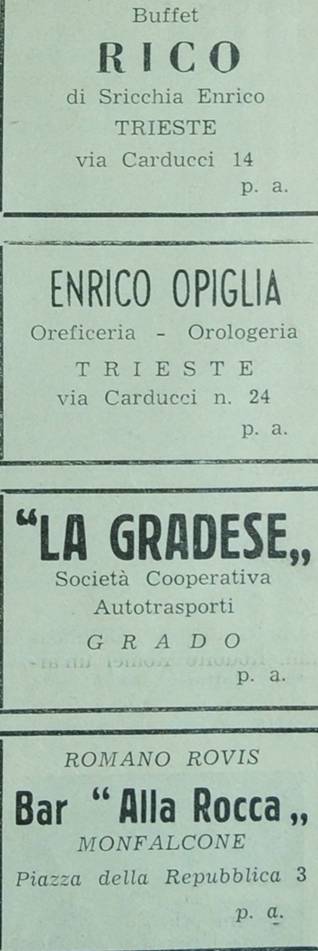 Buffet
RICO
di Sricchia Enrico
TRIESTE
via Carducci 14
p. a.
ENRICO OPIGLIA
Oreficeria - Orologeria
TRIESTE
via Carducci n. 24
p. a.
“LA GRADESE„
Società Cooperativa
Autotrasporti
GRADO
p. a.
ROMANO ROVIS
Bar “Alla Rocca„
MONFALCONE
Piazza della Repubblica 3
p. a.